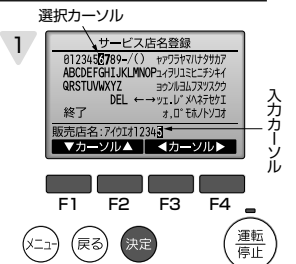 選択カーソル
1
サービス店名登録
0123456789-/() ヤァワラヤマハナタサカア
ABCDEFGHIJKLMNOPュィヲリユミヒニチシキイ
QRSTUVWXYZ ョゥンルヨムフヌツスクウ
DEL ←→ッェ.レ゛メヘネテセケエ
終了 ォ,ロ゜モホノトソコオ
販売店名:アイウエオ12345
▼カーソル▲ ◀カーソル▶
入力カーソル
F1 F2 F3 F4
メニュー 戻る 決定 運転
停止